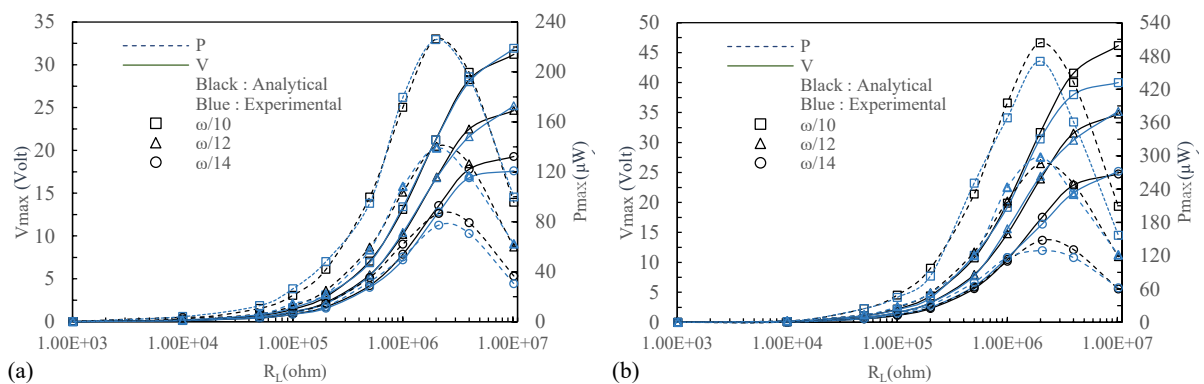 35
30
25
20
15
10
5
0
Vmax (Volt)
P
V
Black : Analytical
Blue : Experimental
ω/10
ω/12
ω/14
240
200
160
120
80
40
0
Pmax(µW)
1.00E+03 1.00E+04 1.00E+05 1.00E+06 1.00E+07
RL(ohm)
(a)
50
45
40
35
30
25
20
15
10
5
0
Vmax (Volt)
P
V
Black : Analytical
Blue : Experimental
ω/10
ω/12
ω/14
540
480
420
360
300
240
180
120
60
0
Pmax(µW)
1.00E+03 1.00E+04 1.00E+05 1.00E+06 1.00E+07
RL(ohm)
(b)